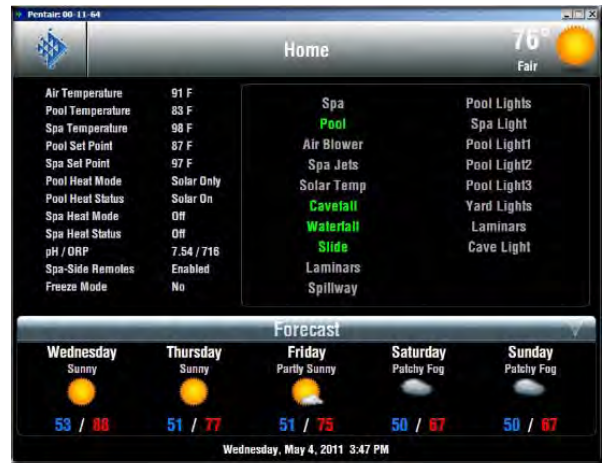 Pentair: 00-11-64
Home
76°
Fair
Air Temperature 91 F
Pool Temperature 83 F
Spa Temperature 98 F
Pool Set Point 87 F
Spa Set Point 97 F
Pool Heat Mode Solar Only
Pool Heat Status Solar On
Spa Heat Mode Off
Spa Heat Status Off
pH / ORP 7.54 / 716
Spa-Side Remotes Enabled
Freeze Mode No
Spa Pool Lights
Pool Spa Light
Air Blower Pool Light1
Spa Jets Pool Light2
Solar Temp Pool Light3
Cavefall Yard Lights
Waterfall Laminars
Slide Cave Light
Laminars
Spillway
Forecast
Wednesday Thursday Friday Saturday Sunday
Sunny Sunny Partly Sunny Patchy Fog Patchy Fog
53 / 88 51 / 77 51 / 75 50 / 67 50 / 67
Wednesday, May 4, 2011 3:47 PM